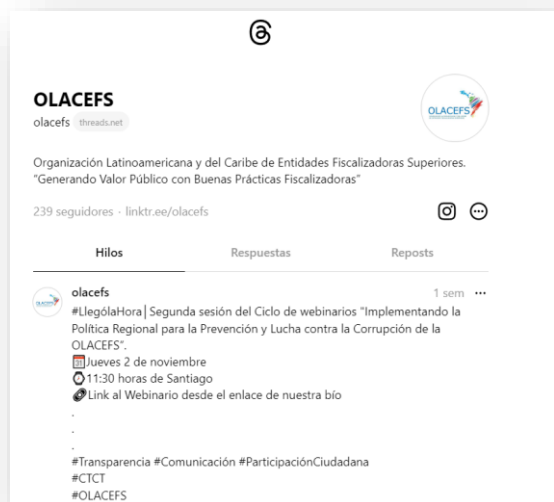 OLACEFS
olacefs threads.net
OLACEFS
Organización Latinoamericana y del Caribe de Entidades Fiscalizadoras Superiores.
"Generando Valor Público con Buenas Prácticas Fiscalizadoras"
239 seguidores · linktr.ee/olacefs
Hilos Respuestas Reposts
olacefs 1 sem
#LlególaHora│Segunda sesión del Ciclo de webinarios "Implementando la
Política Regional para la Prevención y Lucha contra la Corrupción de la
OLACEFS".
Jueves 2 de noviembre
11:30 horas de Santiago
Link al Webinario desde el enlace de nuestra bío
.
.
.
#Transparencia #Comunicación #ParticipaciónCiudadana
#CTCT
#OLACEFS